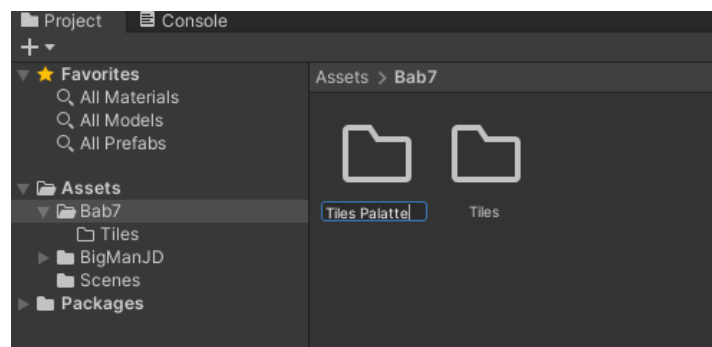 Project Console
Favorites
All Materials
All Models
All Prefabs
Assets
Bab7
Tiles
BigManJD
Scenes
Packages
Assets > Bab7
Tiles Palatte
Tiles